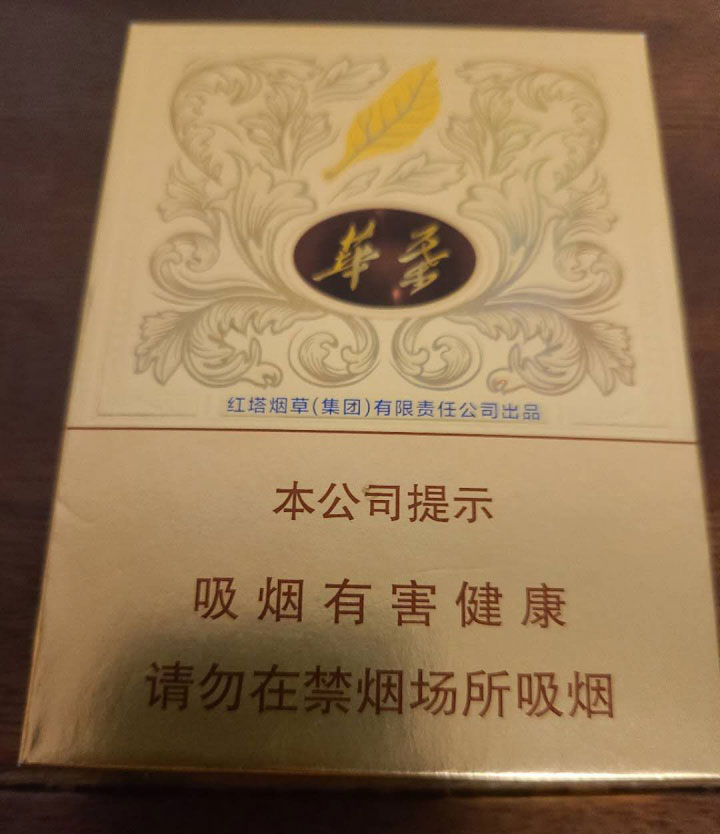 華葉
红塔烟草(集团)有限责任公司出品
本公司提示
吸烟有害健康
请勿在禁烟场所吸烟